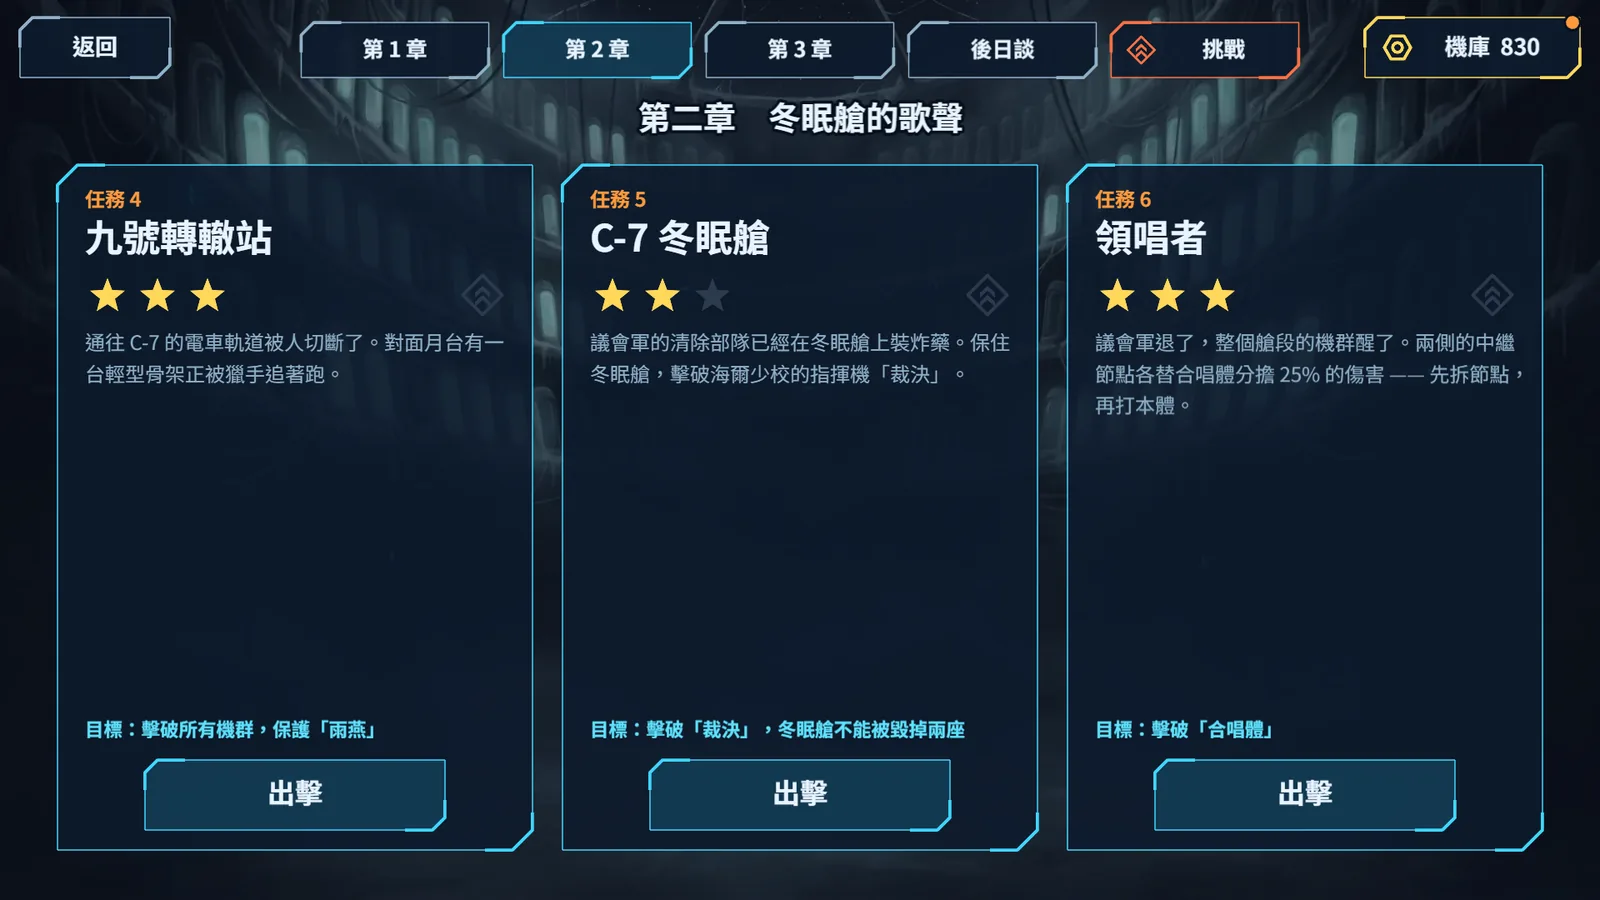 返回
第 1 章
第 2 章
第 3 章
後日談
挑戰
機庫 830
第二章　冬眠艙的歌聲
任務 4
九號轉轍站
通往 C-7 的電車軌道被人切斷了。對面月台有一
台輕型骨架正被獵手追著跑。
目標：擊破所有機群，保護「雨燕」
出擊
任務 5
C-7 冬眠艙
議會軍的清除部隊已經在冬眠艙上裝炸藥。保住
冬眠艙，擊破海爾少校的指揮機「裁決」。
目標：擊破「裁決」，冬眠艙不能被毀掉兩座
出擊
任務 6
領唱者
議會軍退了，整個艙段的機群醒了。兩側的中繼
節點各替合唱體分擔 25% 的傷害 —— 先拆節點，
再打本體。
目標：擊破「合唱體」
出擊